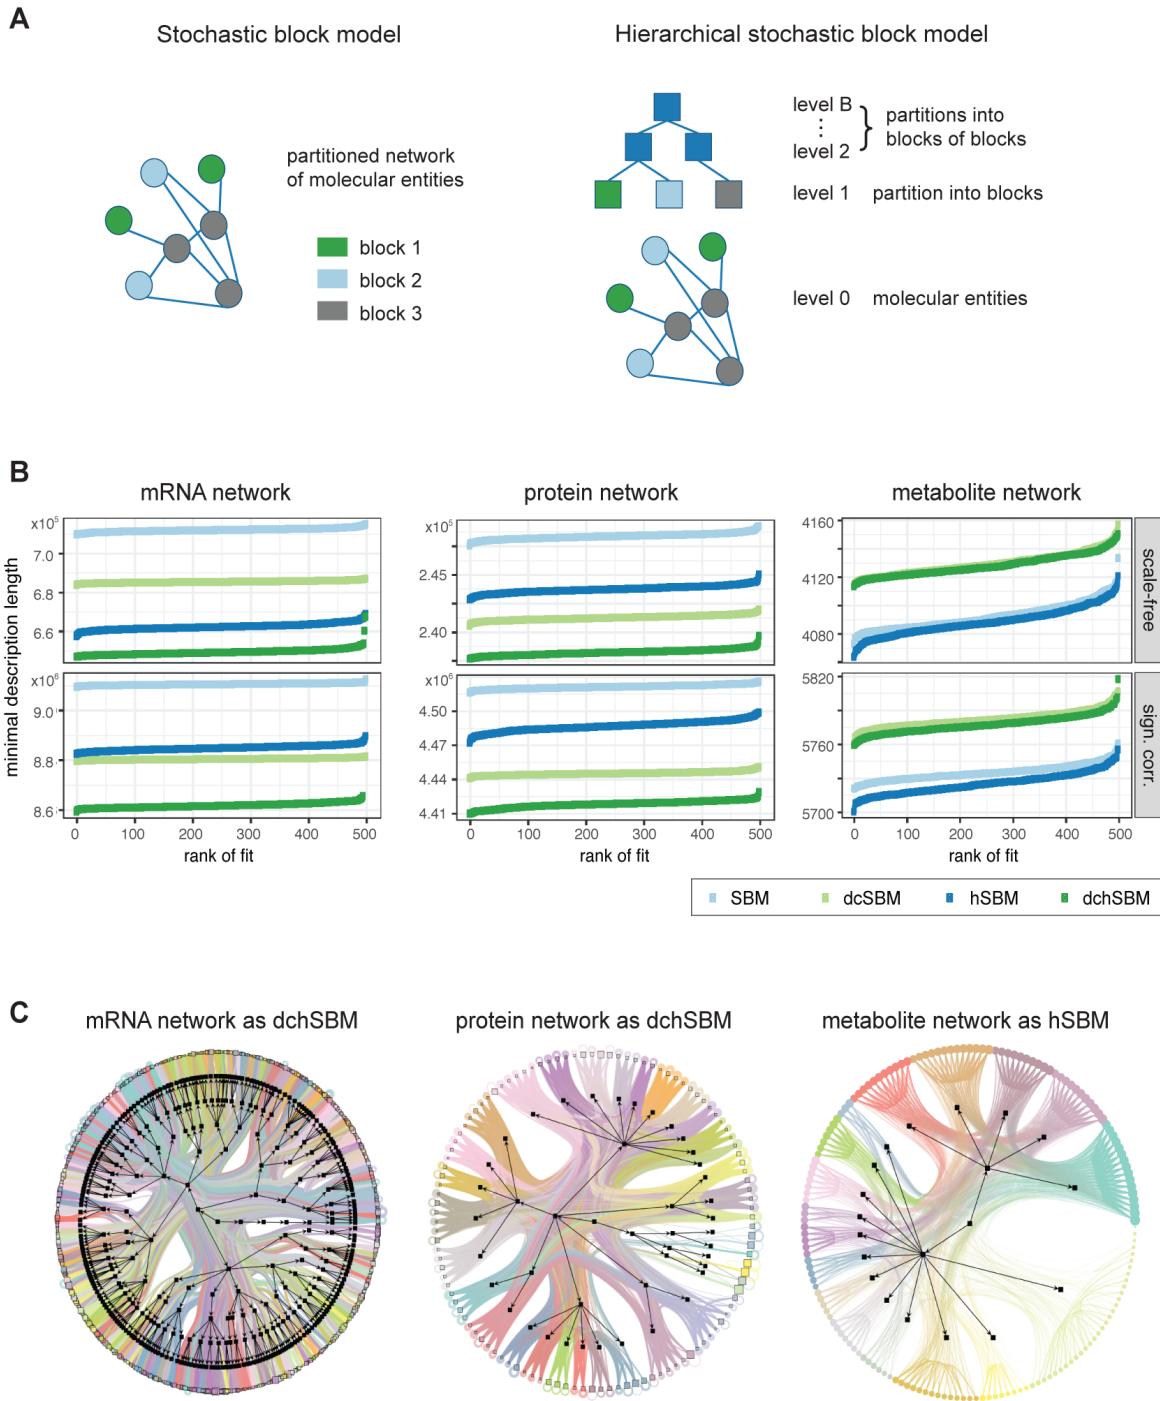 A
Stochastic block model
Hierarchical stochastic block model
partitioned network
of molecular entities
block 1
block 2
block 3
level B
level 2
partitions into
blocks of blocks
level 1 partition into blocks
level 0 molecular entities
B
mRNA network
protein network
metabolite network
minimal description length
x10⁵
7.0
6.8
6.6
x10⁵
2.45
2.40
4160
4120
4080
scale-free
x10⁶
9.0
8.8
8.6
x10⁶
4.50
4.47
4.44
4.41
5820
5760
5700
sign. corr.
0 100 200 300 400 500
0 100 200 300 400 500
0 100 200 300 400 500
rank of fit
rank of fit
rank of fit
SBM dcSBM hSBM dchSBM
C
mRNA network as dchSBM
protein network as dchSBM
metabolite network as hSBM